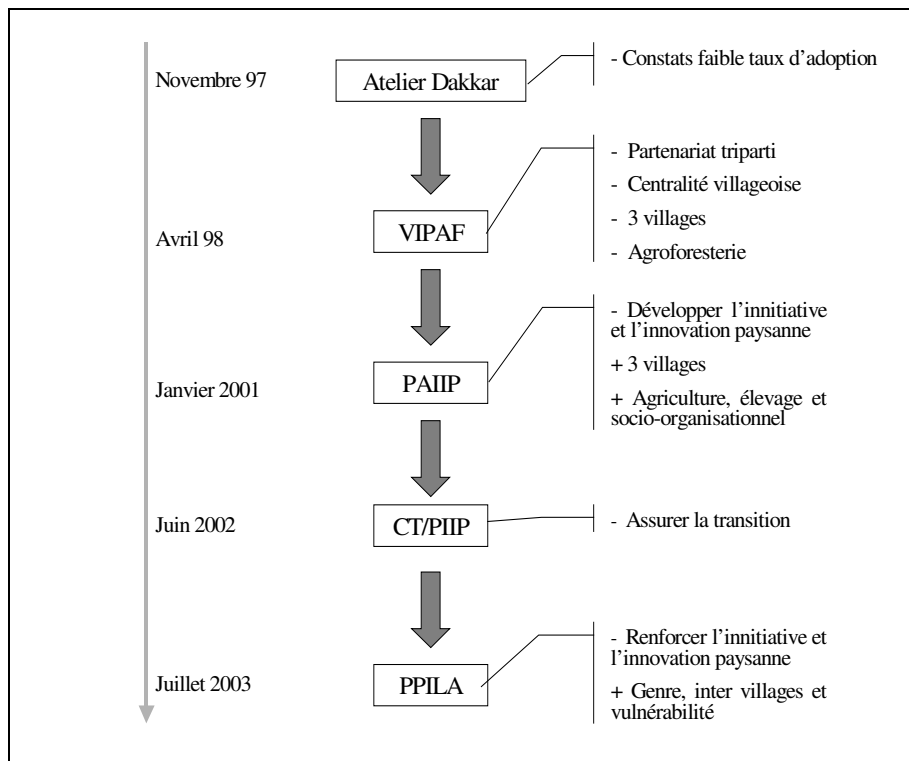 Novembre 97
Atelier Dakkar
- Constats faible taux d'adoption
Avril 98
VIPAF
- Partenariat triparti
- Centralité villageoise
- 3 villages
- Agroforesterie
Janvier 2001
PAIIP
- Développer l'innitiative
et l'innovation paysanne
+ 3 villages
+ Agriculture, élevage et
socio-organisationnel
Juin 2002
CT/PIIP
- Assurer la transition
Juillet 2003
PPILA
- Renforcer l'innitiative et
l'innovation paysanne
+ Genre, inter villages et
vulnérabilité